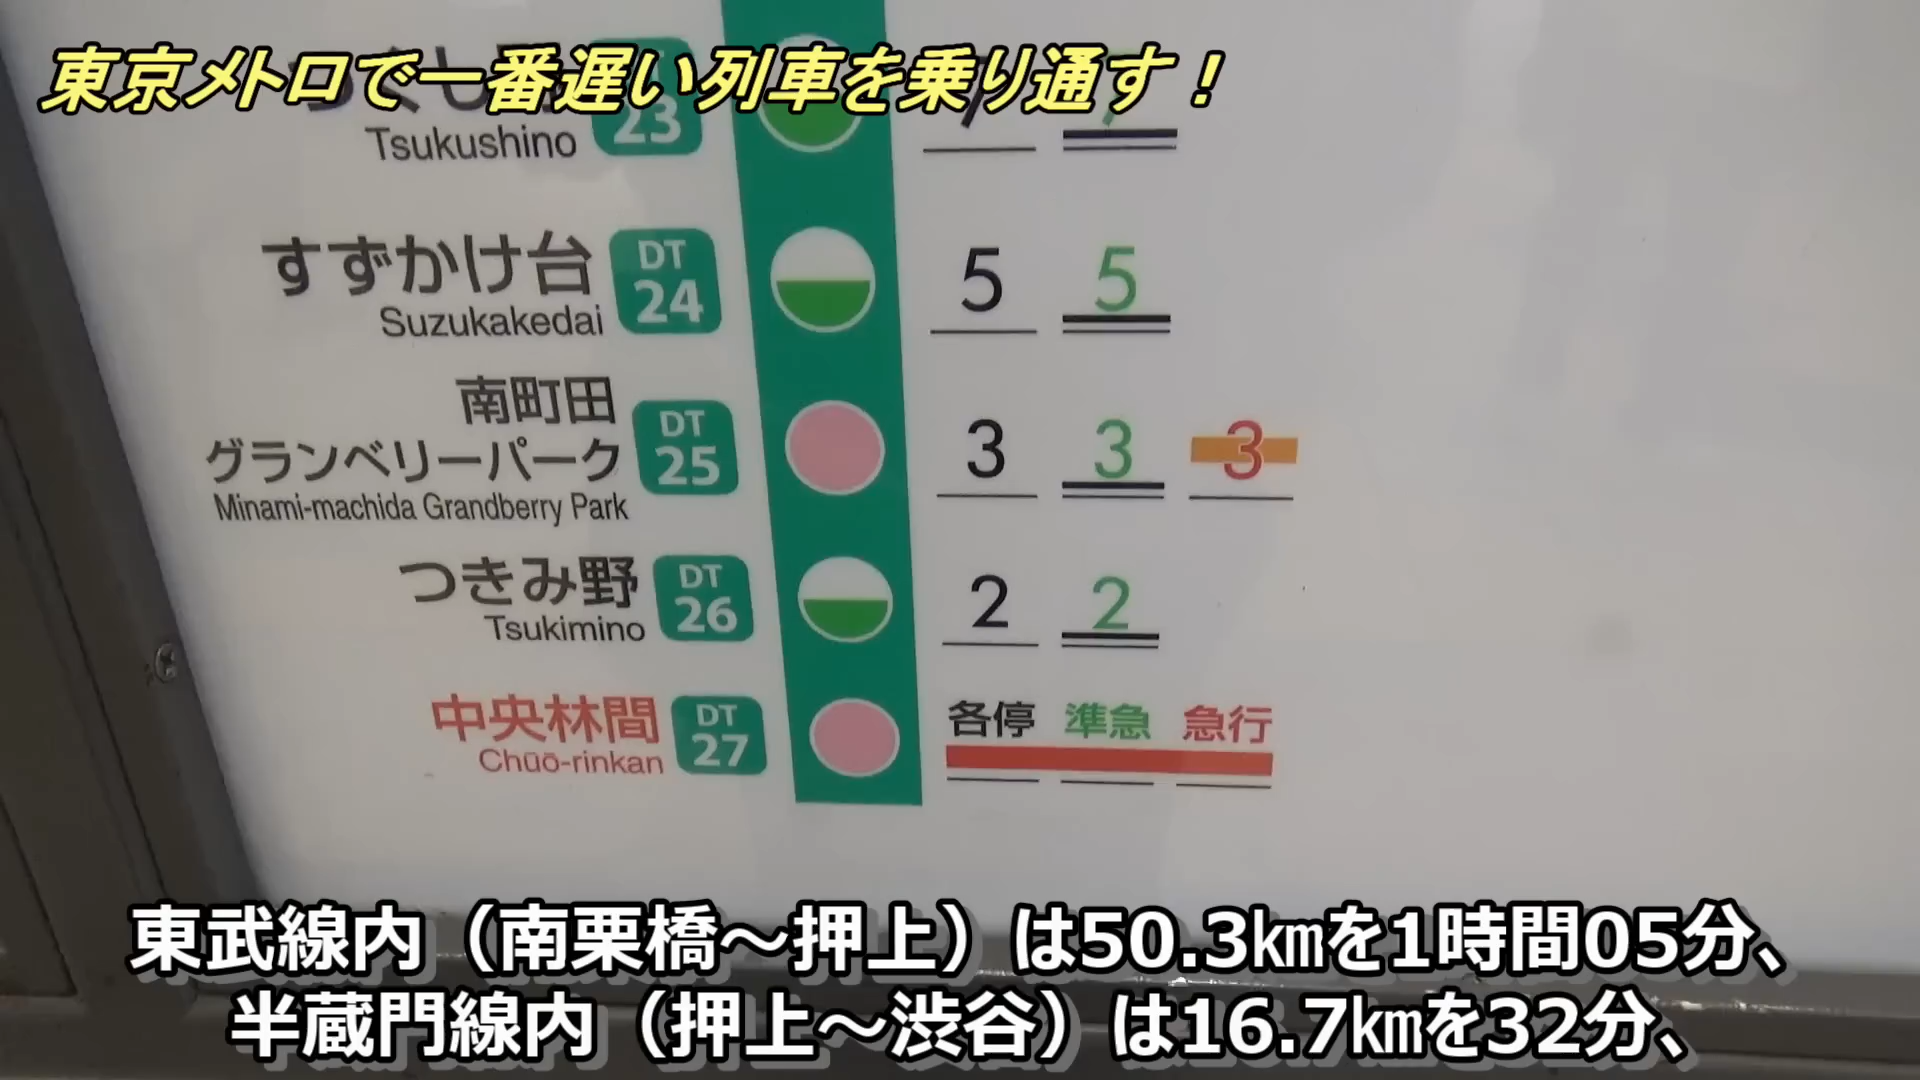 東京メトロで一番遅い列車を乗り通す！
23
Tsukushino
7 7
すずかけ台 DT 24 5 5
Suzukakedai
南町田
グランベリーパーク DT 25 3 3 3
Minami-machida Grandberry Park
つきみ野 DT 26 2 2
Tsukimino
中央林間 DT 27 各停 準急 急行
Chūō-rinkan
東武線内（南栗橋～押上）は50.3㎞を1時間05分、
半蔵門線内（押上～渋谷）は16.7㎞を32分、